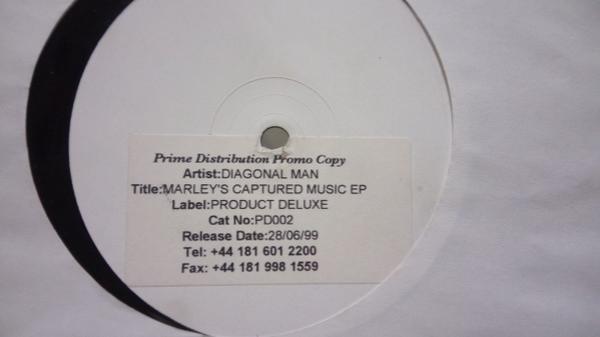 Prime Distribution Promo Copy
Artist:DIAGONAL MAN
Title:MARLEY'S CAPTURED MUSIC EP
Label:PRODUCT DELUXE
Cat No:PD002
Release Date:28/06/99
Tel: +44 181 601 2200
Fax: +44 181 998 1559